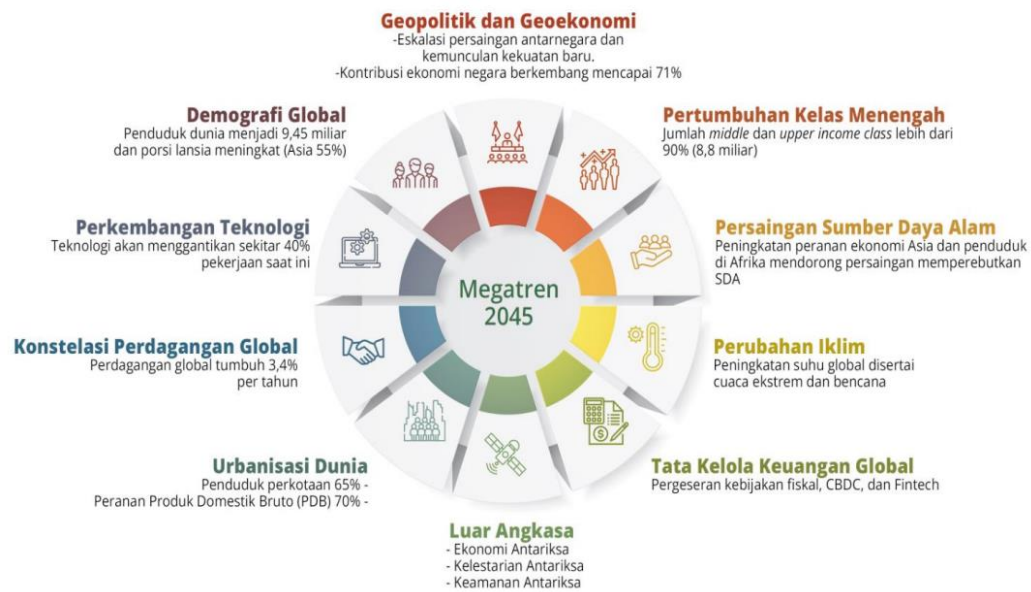 Geopolitik dan Geoekonomi
-Eskalasi persaingan antarnegara dan
kemunculan kekuatan baru.
-Kontribusi ekonomi negara berkembang mencapai 71%
Demografi Global
Penduduk dunia menjadi 9,45 miliar
dan porsi lansia meningkat (Asia 55%)
Pertumbuhan Kelas Menengah
Jumlah middle dan upper income class lebih dari
90% (8,8 miliar)
Perkembangan Teknologi
Teknologi akan menggantikan sekitar 40%
pekerjaan saat ini
Persaingan Sumber Daya Alam
Peningkatan peranan ekonomi Asia dan penduduk
di Afrika mendorong persaingan memperebutkan
SDA
Megatren
2045
Konstelasi Perdagangan Global
Perdagangan global tumbuh 3,4%
per tahun
Perubahan Iklim
Peningkatan suhu global disertai
cuaca ekstrem dan bencana
Urbanisasi Dunia
Penduduk perkotaan 65% -
Peranan Produk Domestik Bruto (PDB) 70% -
Tata Kelola Keuangan Global
Pergeseran kebijakan fiskal, CBDC, dan Fintech
Luar Angkasa
- Ekonomi Antariksa
- Kelestarian Antariksa
- Keamanan Antariksa